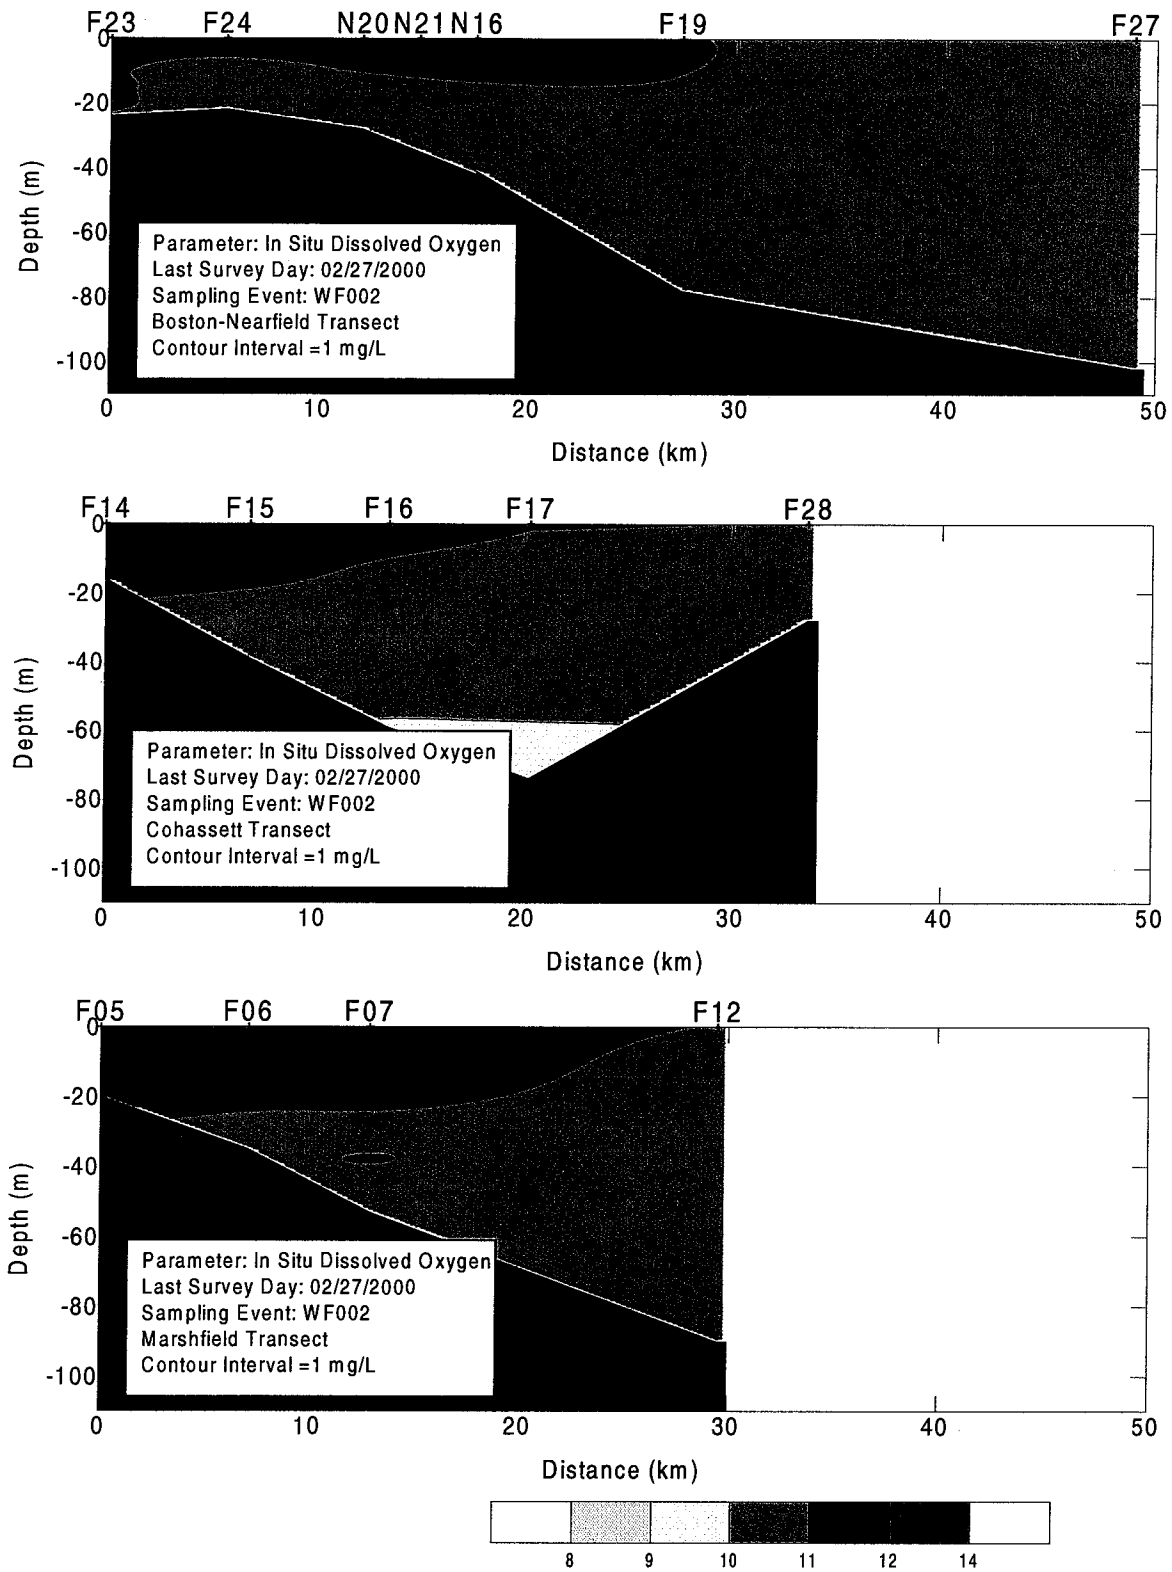 F23 F24 N20 N21 N16 F19 F27
0
-20
-40
-60
-80
-100
Depth (m)
Parameter: In Situ Dissolved Oxygen
Last Survey Day: 02/27/2000
Sampling Event: WF002
Boston-Nearfield Transect
Contour Interval =1 mg/L
0 10 20 30 40 50
Distance (km)
F14 F15 F16 F17 F28
0
-20
-40
-60
-80
-100
Depth (m)
Parameter: In Situ Dissolved Oxygen
Last Survey Day: 02/27/2000
Sampling Event: WF002
Cohassett Transect
Contour Interval =1 mg/L
0 10 20 30 40 50
Distance (km)
F05 F06 F07 F12
0
-20
-40
-60
-80
-100
Depth (m)
Parameter: In Situ Dissolved Oxygen
Last Survey Day: 02/27/2000
Sampling Event: WF002
Marshfield Transect
Contour Interval =1 mg/L
0 10 20 30 40 50
Distance (km)
8 9 10 11 12 14